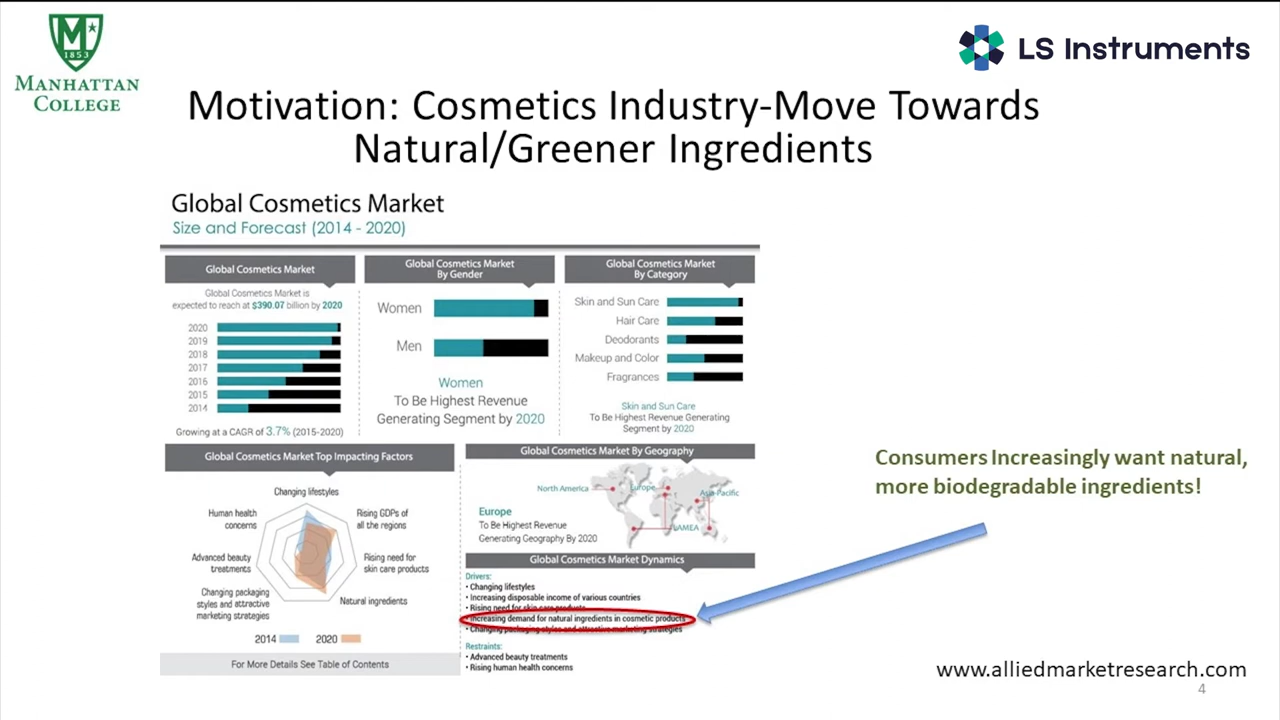 M
1853
MANHATTAN
COLLEGE
LS Instruments
Motivation: Cosmetics Industry-Move Towards
Natural/Greener Ingredients
Global Cosmetics Market
Size and Forecast (2014 - 2020)
Global Cosmetics Market
Global Cosmetics Market is
expected to reach at $390.07 billion by 2020
2020
2019
2018
2017
2016
2015
2014
Growing at a CAGR of 3.7% (2015-2020)
Global Cosmetics Market
By Gender
Women
Men
Women
To Be Highest Revenue
Generating Segment by 2020
Global Cosmetics Market
By Category
Skin and Sun Care
Hair Care
Deodorants
Makeup and Color
Fragrances
Skin and Sun Care
To Be Highest Revenue Generating
Segment by 2020
Global Cosmetics Market Top Impacting Factors
Changing lifestyles
Human health
concerns
Rising GDPs of
all the regions
Advanced beauty
treatments
Rising need for
skin care products
Changing packaging
styles and attractive
marketing strategies
Natural ingredients
2014
2020
For More Details See Table of Contents
Global Cosmetics Market By Geography
North America
Europe
Asia-Pacific
LAMEA
Europe
To Be Highest Revenue
Generating Geography By 2020
Global Cosmetics Market Dynamics
Drivers:
• Changing lifestyles
• Increasing disposable income of various countries
• Rising need for skin care products
• Increasing demand for natural ingredients in cosmetic products
• Changing packaging styles and attractive marketing strategies
Restraints:
• Advanced beauty treatments
• Rising human health concerns
Consumers Increasingly want natural,
more biodegradable ingredients!
www.alliedmarketresearch.com
4